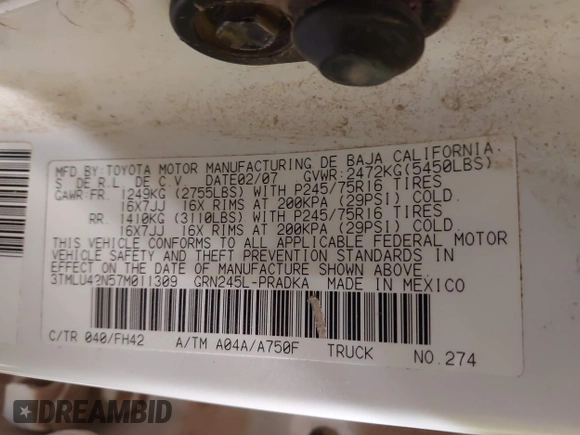 MFD.BY:TOYOTA MOTOR MANUFACTURING DE BAJA CALIFORNIA.
S. DE R.L. DE C.V. DATE02/07 GVWR:2472KG(5450LBS)
GAWR-FR. 1249KG (2755LBS) WITH P245/75R16 TIRES
16X7JJ 16X RIMS AT 200KPA (29PSI) COLD.
RR. 1410KG (3110LBS) WITH P245/75R16 TIRES
16X7JJ 16X RIMS AT 200KPA (29PSI) COLD.
THIS VEHICLE CONFORMS TO ALL APPLICABLE FEDERAL MOTOR
VEHICLE SAFETY AND THEFT PREVENTION STANDARDS IN
EFFECT ON THE DATE OF MANUFACTURE SHOWN ABOVE.
3TMLU42N57M011309 GRN245L-PRADKA MADE IN MEXICO
C/TR 040/FH42 A/TM A04A/A750F TRUCK NO.274
DREAMBID